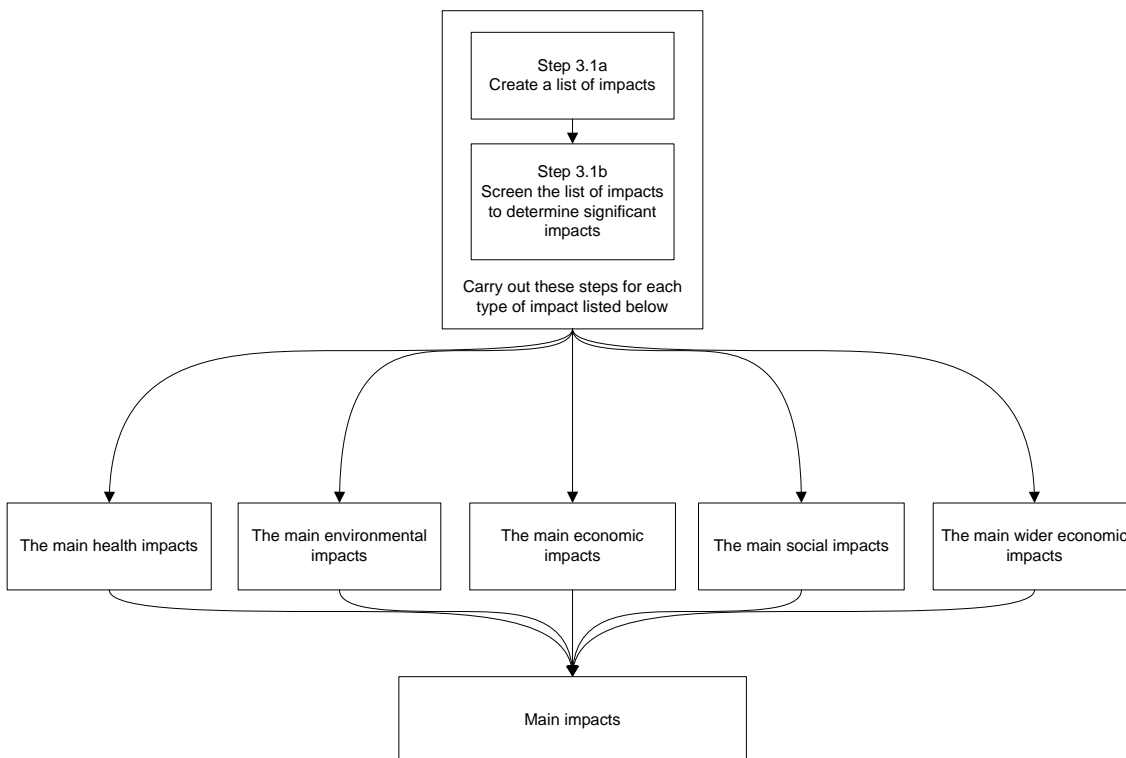 Step 3.1a
Create a list of impacts
Step 3.1b
Screen the list of impacts
to determine significant
impacts
Carry out these steps for each
type of impact listed below
The main health impacts
The main environmental
impacts
The main economic
impacts
The main social impacts
The main wider economic
impacts
Main impacts